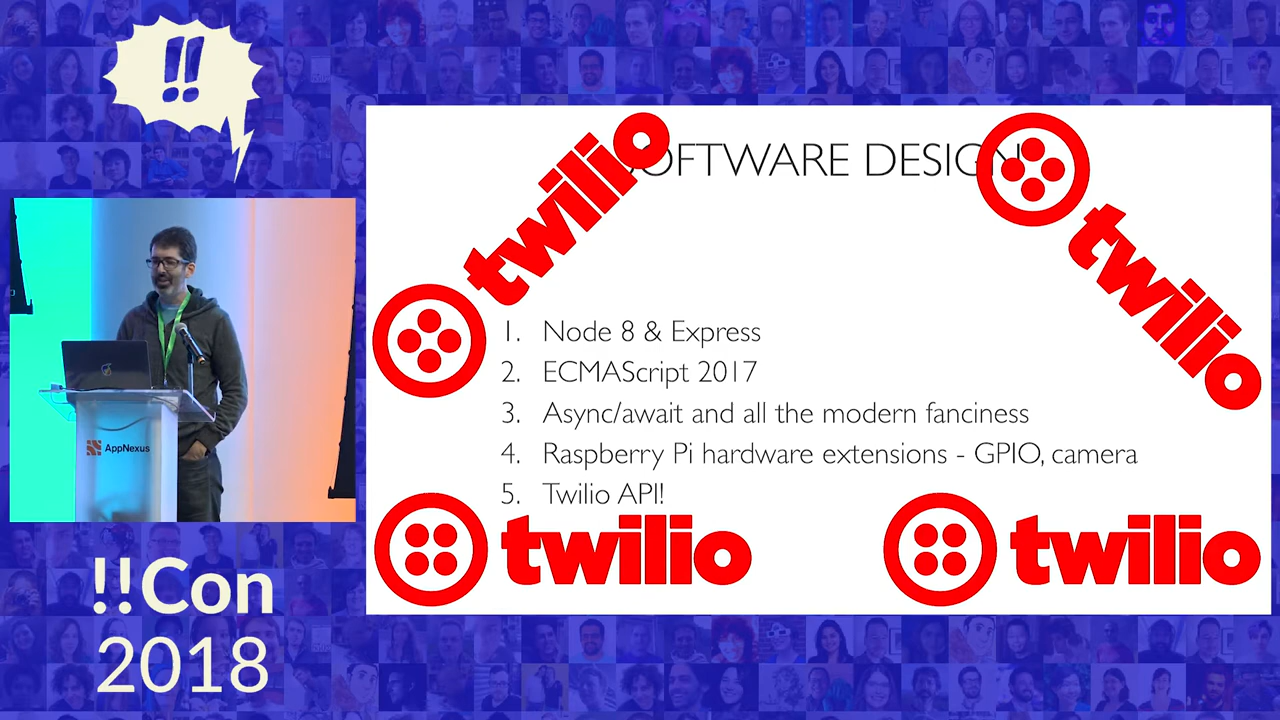 !!
twilio
SOFTWARE DESIGN
twilio
1. Node 8 & Express
2. ECMAScript 2017
3. Async/await and all the modern fanciness
4. Raspberry Pi hardware extensions - GPIO, camera
5. Twilio API!
twilio
twilio
AppNexus
!!Con
2018